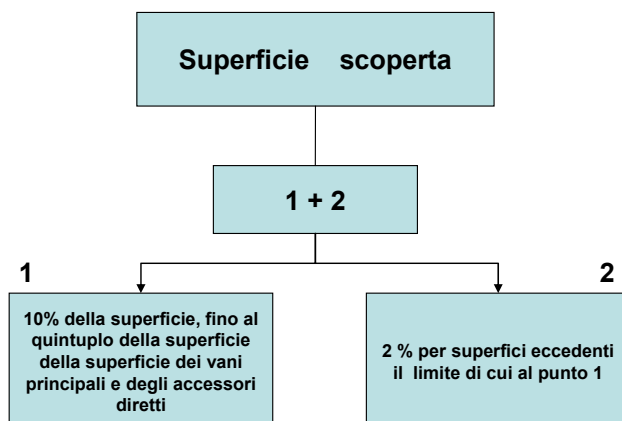 Superficie scoperta
1 + 2
1
2
10% della superficie, fino al
quintuplo della superficie
della superficie dei vani
principali e degli accessori
diretti
2 % per superfici eccedenti
il limite di cui al punto 1